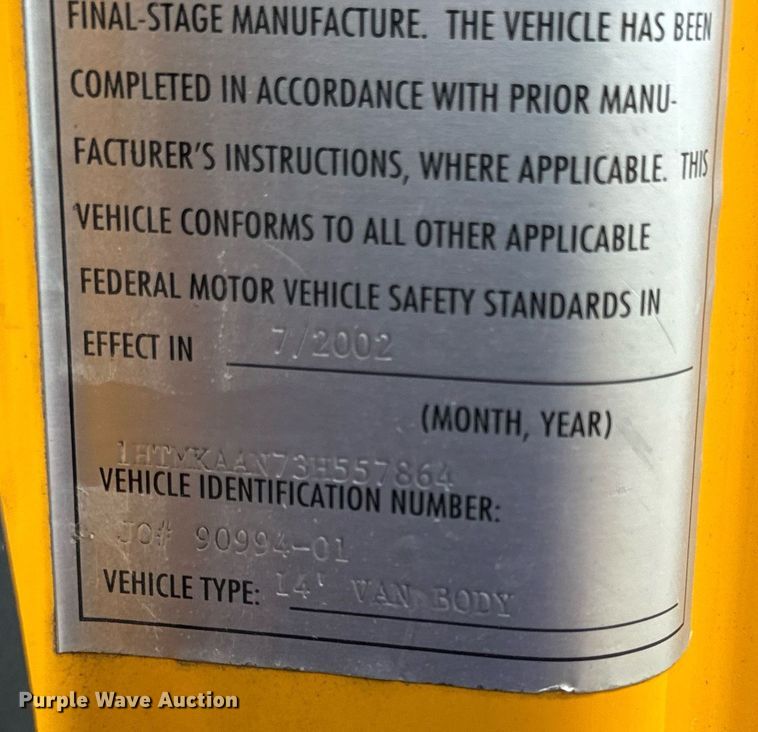 FINAL-STAGE MANUFACTURE. THE VEHICLE HAS BEEN
COMPLETED IN ACCORDANCE WITH PRIOR MANU-
FACTURER'S INSTRUCTIONS, WHERE APPLICABLE. THIS
VEHICLE CONFORMS TO ALL OTHER APPLICABLE
FEDERAL MOTOR VEHICLE SAFETY STANDARDS IN
EFFECT IN 7/2002
(MONTH, YEAR)
1HTMKAAN73H557864
VEHICLE IDENTIFICATION NUMBER:
JO# 90994-01
VEHICLE TYPE: 14' VAN BODY
Purple Wave Auction